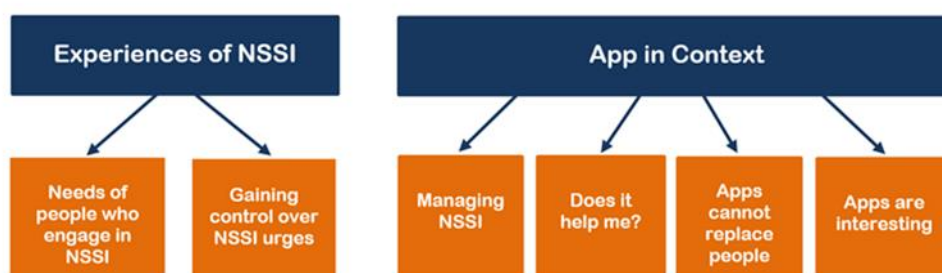 Experiences of NSSI
App in Context
Needs of
people who
engage in
NSSI
Gaining
control over
NSSI urges
Managing
NSSI
Does it
help me?
Apps
cannot
replace
people
Apps are
interesting